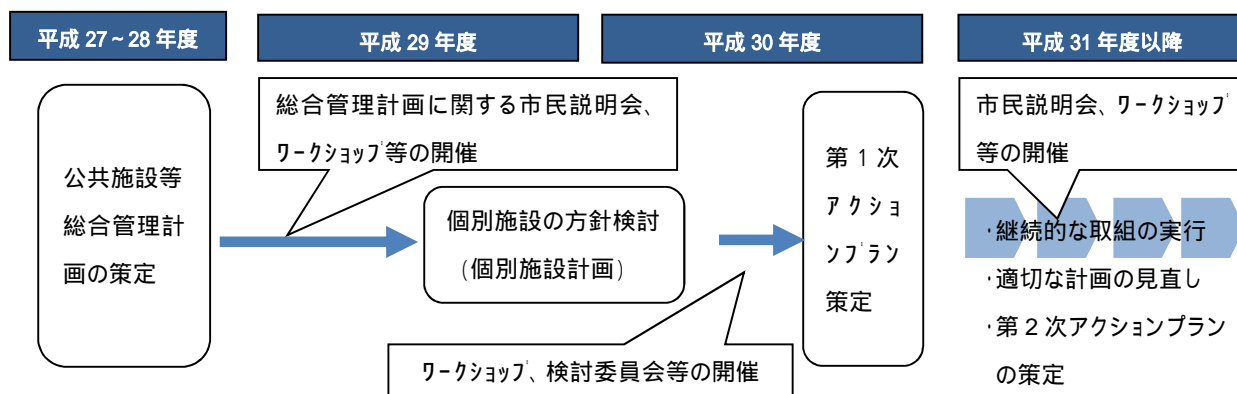 平成 27～28 年度
平成 29 年度
平成 30 年度
平成 31 年度以降
公共施設等
総合管理計
画の策定
総合管理計画に関する市民説明会、
ﾜｰｸｼｮｯﾌﾟ等の開催
個別施設の方針検討
（個別施設計画）
ﾜｰｸｼｮｯﾌﾟ、検討委員会等の開催
第 1 次
ｱｸｼｮ
ﾝﾌﾟﾗﾝ
策定
市民説明会、ﾜｰｸｼｮｯﾌﾟ
等の開催
･継続的な取組の実行
･適切な計画の見直し
･第 2 次アクションプラン
の策定